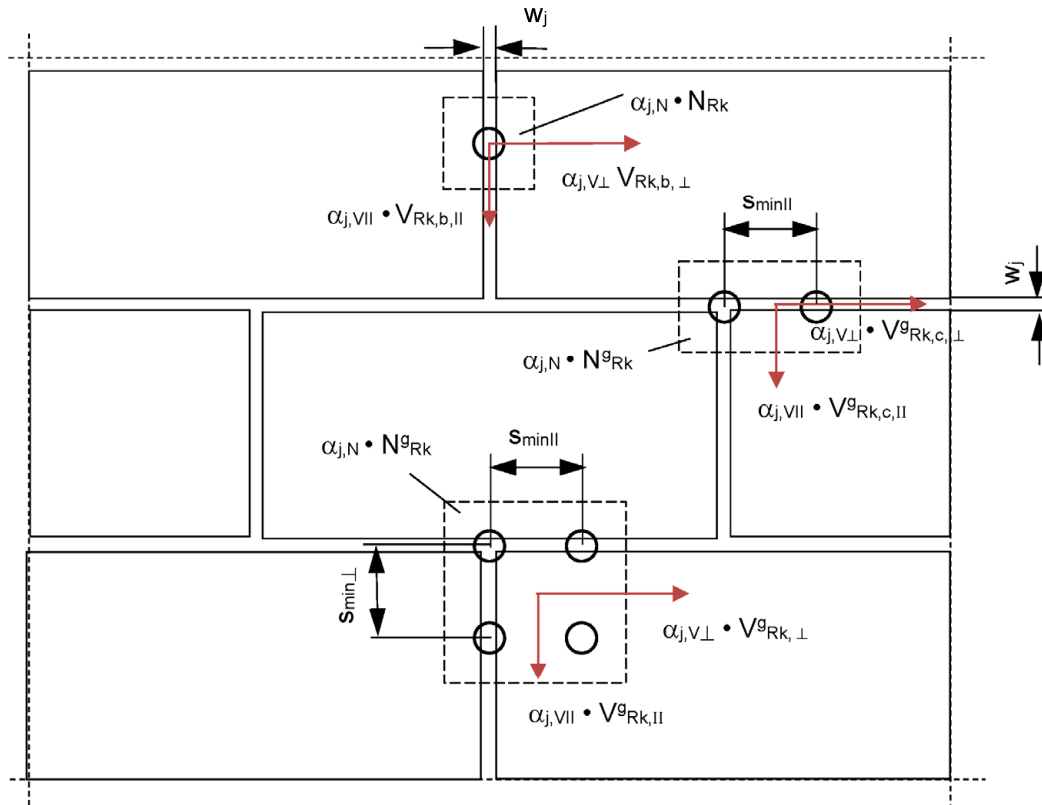 wj
αj,N • NRk
αj,V⊥ VRk,b,⊥
αj,VII • VRk,b,II
sminII
wj
αj,V⊥ • VgRk,c,⊥
αj,N • NgRk
αj,VII • VgRk,c,II
αj,N • NgRk
sminII
smin⊥
αj,V⊥ • VgRk,⊥
αj,VII • VgRk,II